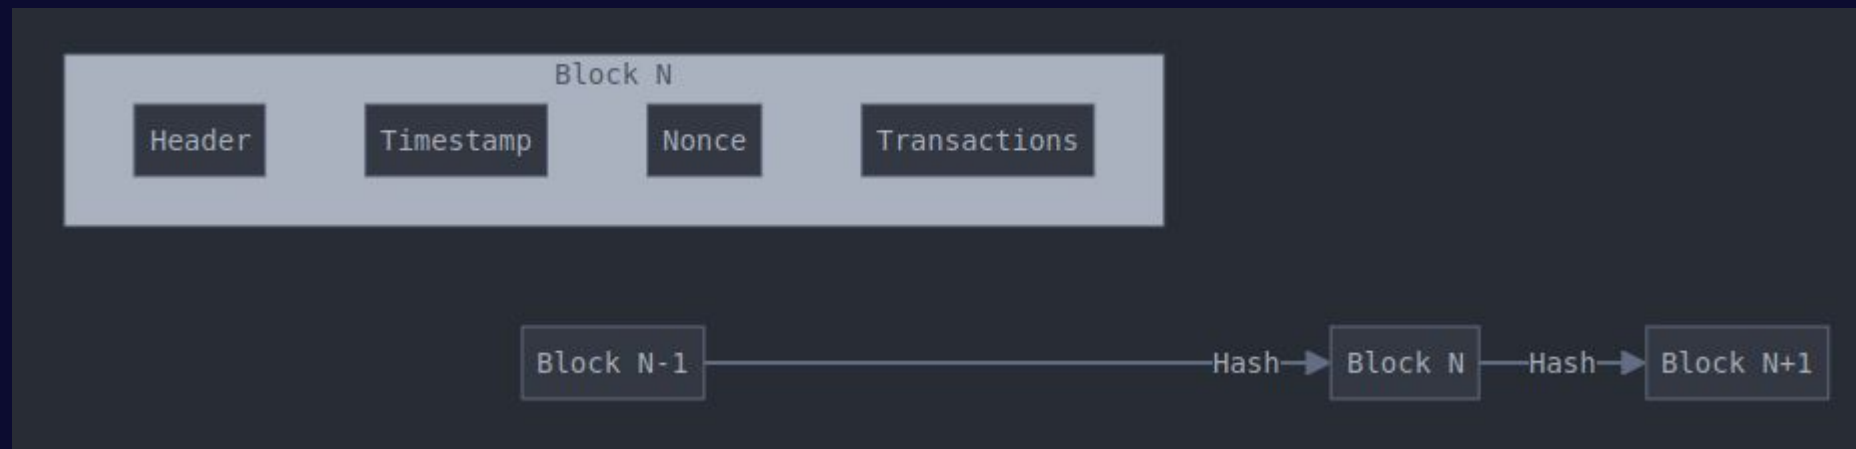 Block N
Header Timestamp Nonce Transactions
Block N-1 Hash Block N Hash Block N+1